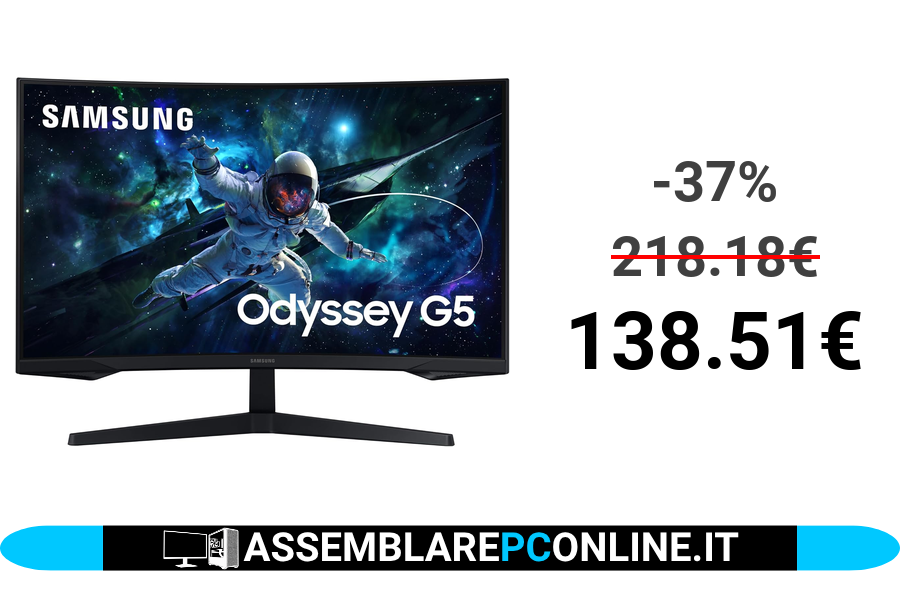 SAMSUNG
Odyssey G5
SAMSUNG
-37%
218.18€
138.51€
ASSEMBLAREPCONLINE.IT